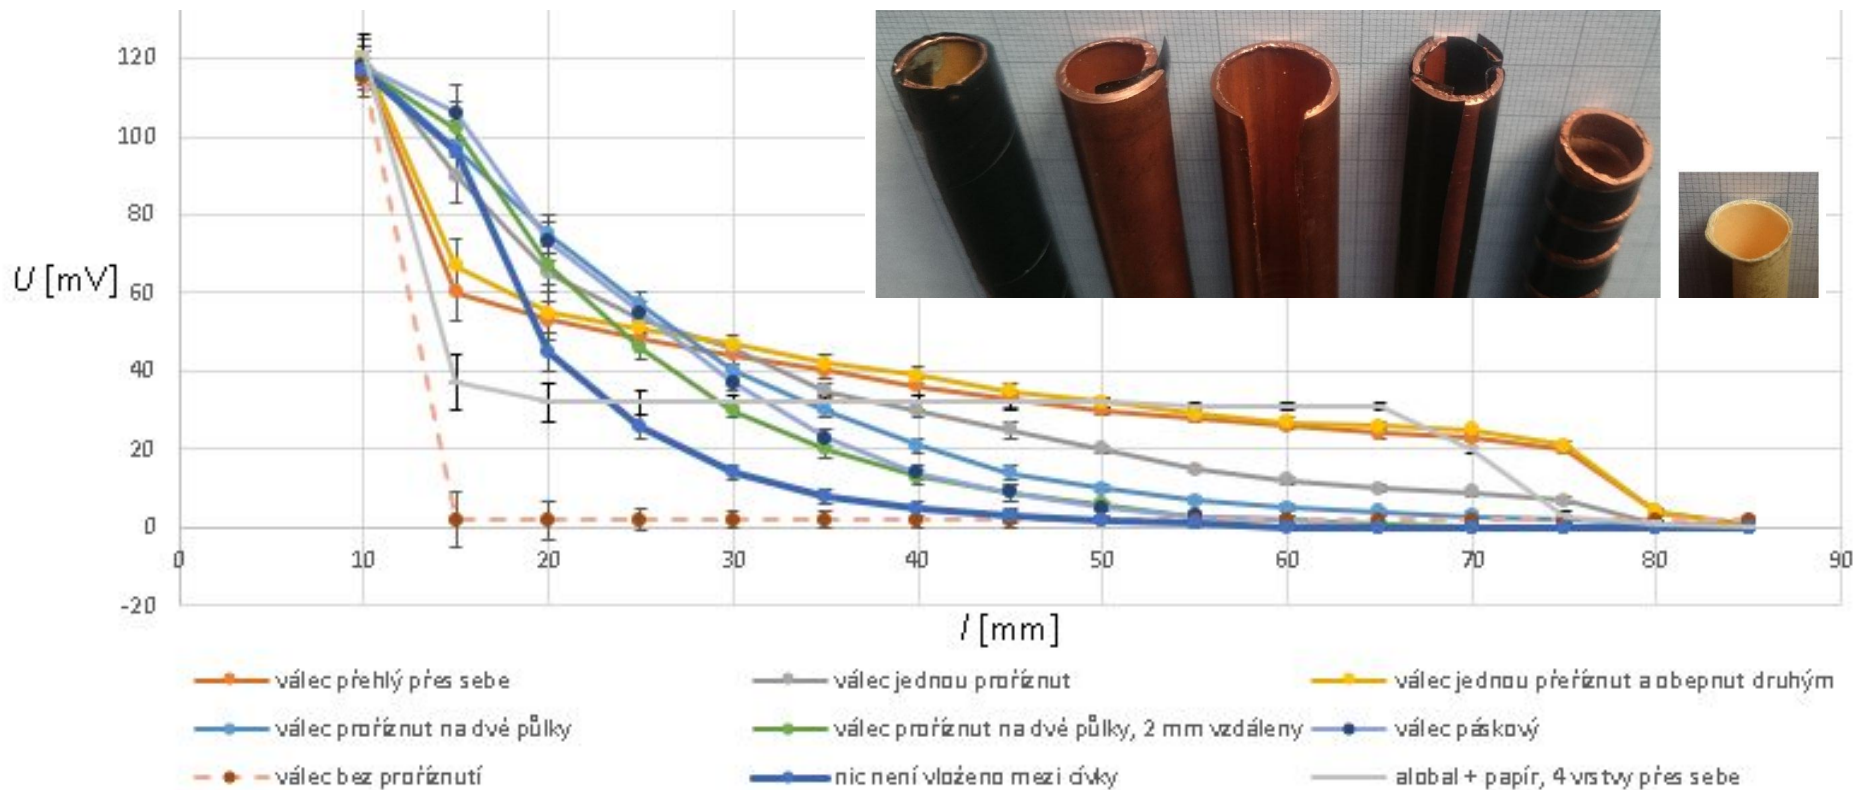 120
100
80
60
40
20
0
-20
U [mV]
0 10 20 30 40 50 60 70 80 90
l [mm]
válec přehlý přes sebe
válec jednou proříznut
válec jednou přeříznut a obepnut druhým
válec proříznut na dvě půlky
válec proříznut na dvě půlky, 2 mm vzdáleny
válec páskový
válec bez proříznutí
nic není vloženo mezi cívky
alobal + papír, 4 vrstvy přes sebe